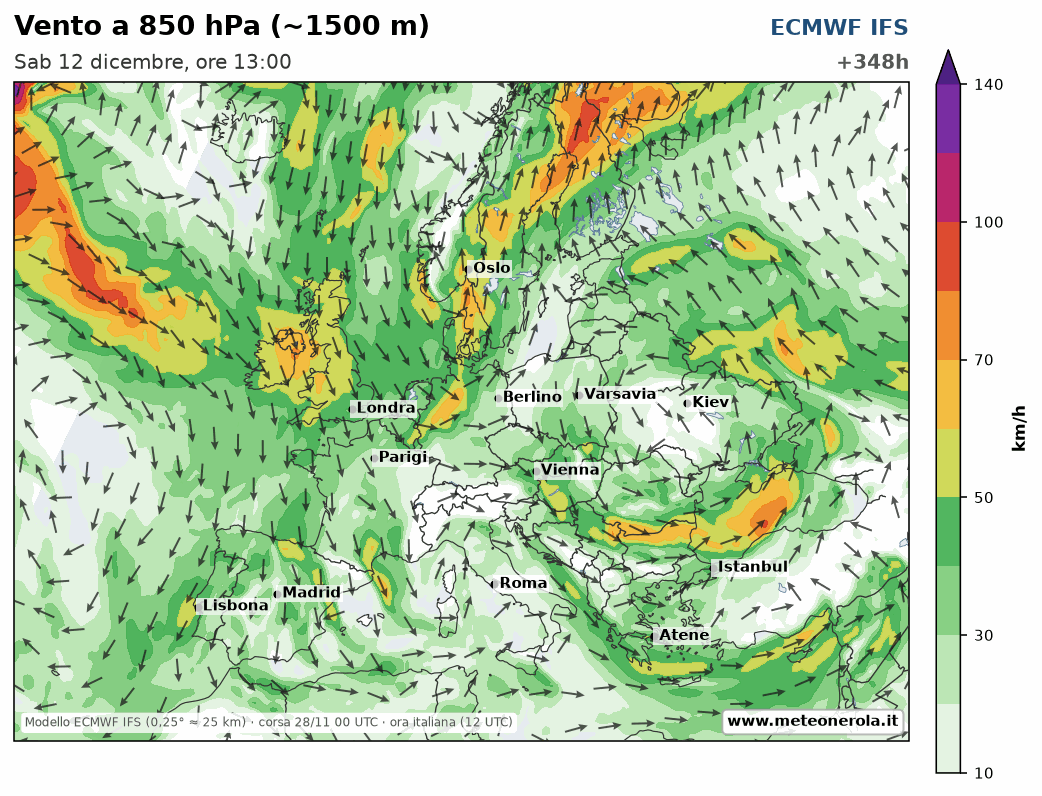 Vento a 850 hPa (~1500 m)
ECMWF IFS
Sab 12 dicembre, ore 13:00
+348h
140
100
70
50
30
10
km/h
Oslo
Berlino
Varsavia
Kiev
Londra
Parigi
Vienna
Istanbul
Roma
Madrid
Lisbona
Atene
Modello ECMWF IFS (0,25° ≈ 25 km) · corsa 28/11 00 UTC · ora italiana (12 UTC)
www.meteonerola.it